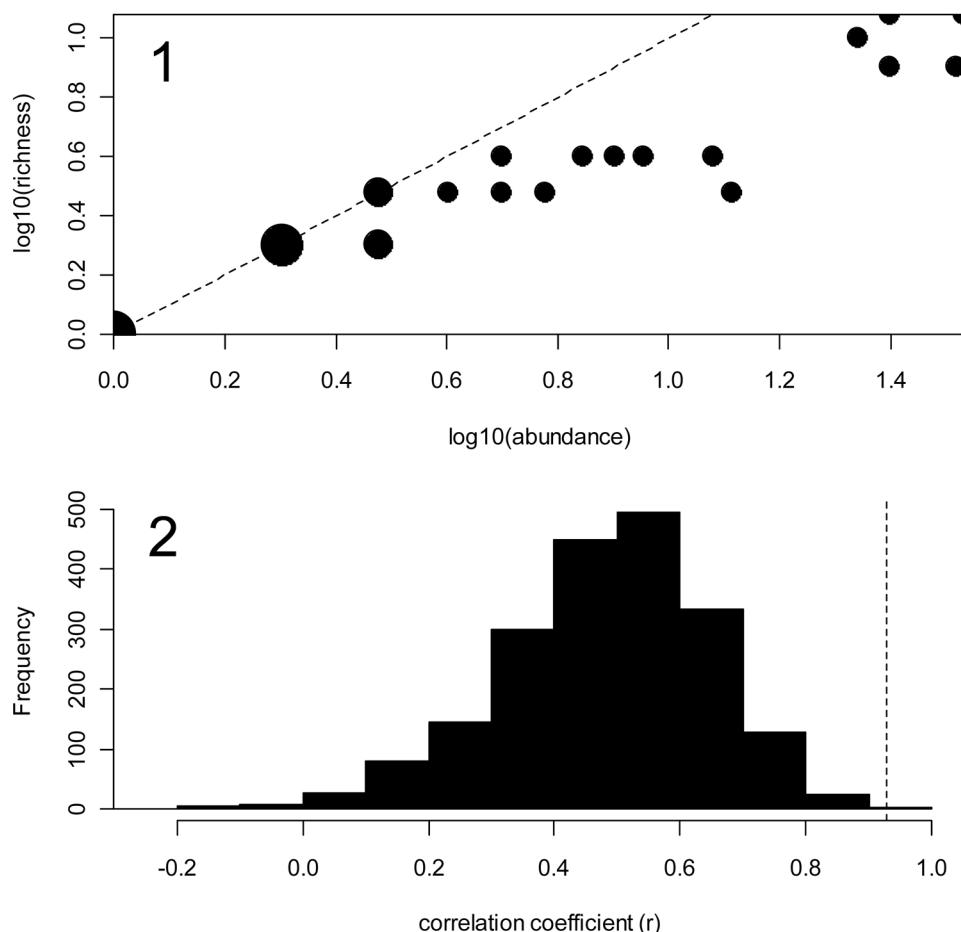 1
log10(richness)
1.0
0.8
0.6
0.4
0.2
0.0
0.0 0.2 0.4 0.6 0.8 1.0 1.2 1.4
log10(abundance)
2
Frequency
500
400
300
200
100
0
-0.2 0.0 0.2 0.4 0.6 0.8 1.0
correlation coefficient (r)